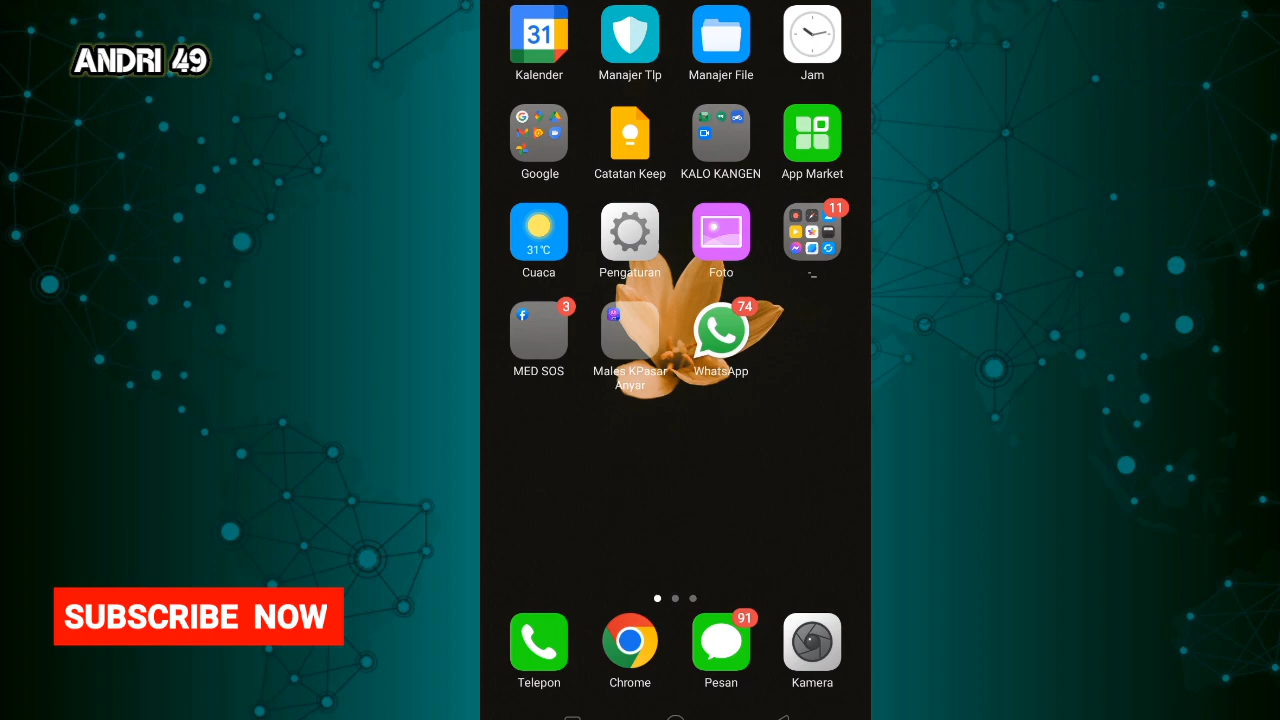 ANDRI 49
31
Kalender
Manajer Tlp
Manajer File
Jam
Google
Catatan Keep
KALO KANGEN
App Market
31℃
Cuaca
Pengaturan
Foto
11
-_
3
MED SOS
Males KPasar
Anyar
74
WhatsApp
SUBSCRIBE NOW
Telepon
Chrome
91
Pesan
Kamera